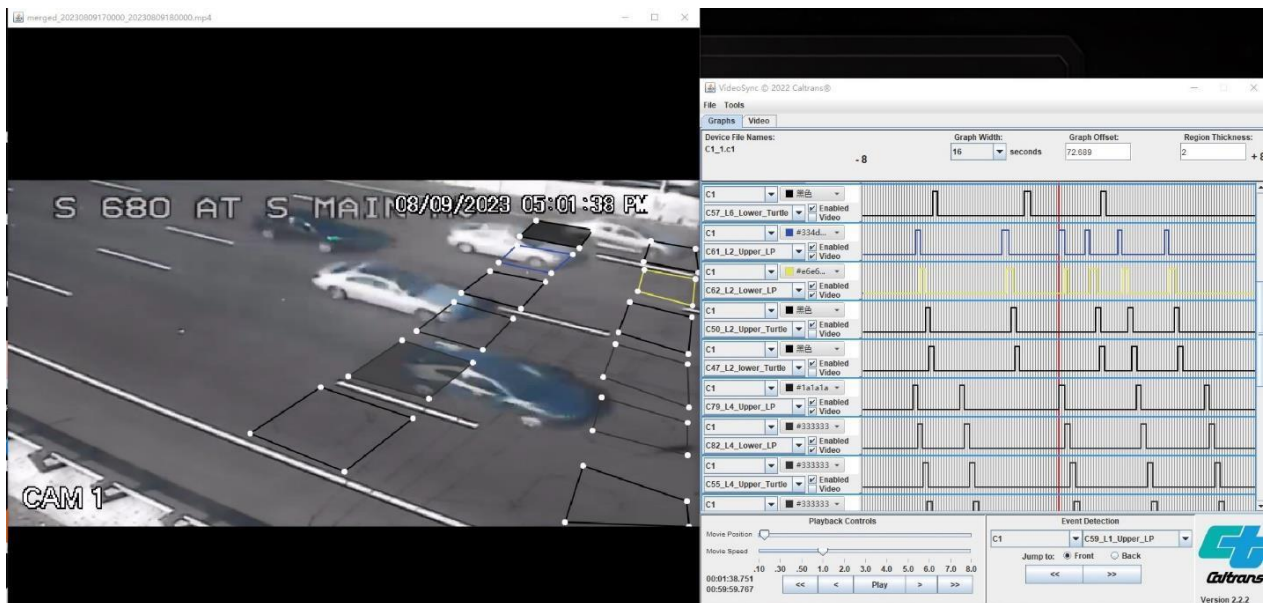 merged_20230809170000_20230809180000.mp4
S 680 AT S MAIN
08/09/2023 05:01:38 PM
CAM 1
VideoSync © 2022 Caltrans®
File Tools
Graphs Video
Device File Names:
C1_1.c1
- 8
Graph Width:
16 seconds
Graph Offset:
72.689
Region Thickness:
2
+8
C1 黑色
C57_L6_Lower_Turtle Enabled Video
C1 #334d...
C61_L2_Upper_LP Enabled Video
C1 #e6e6...
C62_L2_Lower_LP Enabled Video
C1 黑色
C50_L2_Upper_Turtle Enabled Video
C1 黑色
C47_L2_lower_Turtle Enabled Video
C1 #1a1a1a
C79_L4_Upper_LP Enabled Video
C1 #333333
C82_L4_Lower_LP Enabled Video
C1 #333333
C55_L4_Upper_Turtle Enabled Video
C1 #333333
Playback Controls
Movie Position
Movie Speed
.10 .30 .50 1.0 2.0 3.0 4.0 5.0 6.0 7.0 8.0
00:01:38.751
00:59:59.767
<< < Play > >>
Event Detection
C1 C59_L1_Upper_LP
Jump to: Front Back
<< >>
Caltrans
Version 2.2.2